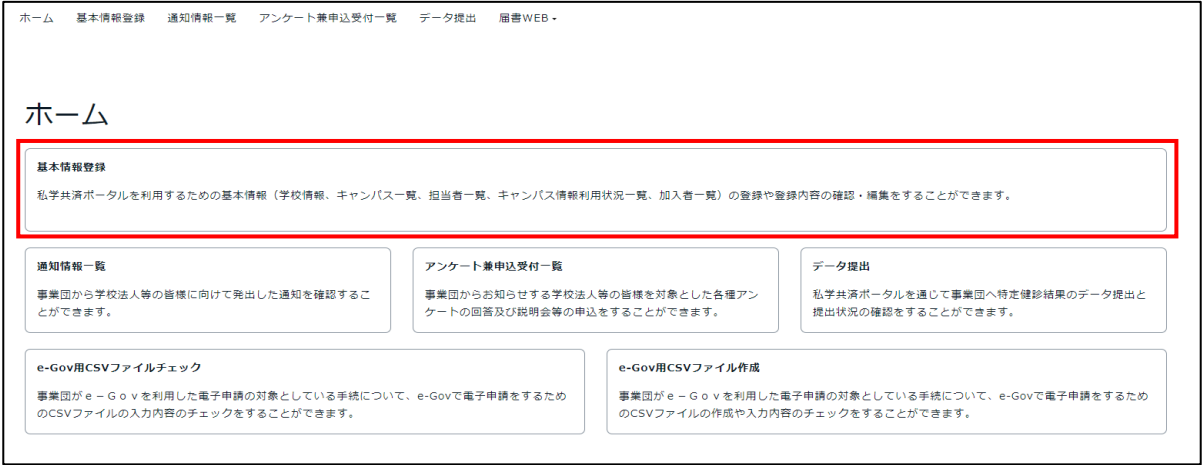 ホーム 基本情報登録 通知情報一覧 アンケート兼申込受付一覧 データ提出 届書WEB
ホーム
基本情報登録
私学共済ポータルを利用するための基本情報（学校情報、キャンパス一覧、担当者一覧、キャンパス情報利用状況一覧、加入者一覧）の登録や登録内容の確認・編集をすることができます。
通知情報一覧
事業団から学校法人等の皆様に向けて発出した通知を確認するこ
とができます。
アンケート兼申込受付一覧
事業団からお知らせする学校法人等の皆様を対象とした各種アン
ケートの回答及び説明会等の申込をすることができます。
データ提出
私学共済ポータルを通じて事業団へ特定健診結果のデータ提出と
提出状況の確認をすることができます。
e-Gov用CSVファイルチェック
事業団がｅ－Ｇｏｖを利用した電子申請の対象としている手続について、e-Govで電子申請をするため
のCSVファイルの入力内容のチェックをすることができます。
e-Gov用CSVファイル作成
事業団がｅ－Ｇｏｖを利用した電子申請の対象としている手続について、e-Govで電子申請をするため
のCSVファイルの作成や入力内容のチェックをすることができます。